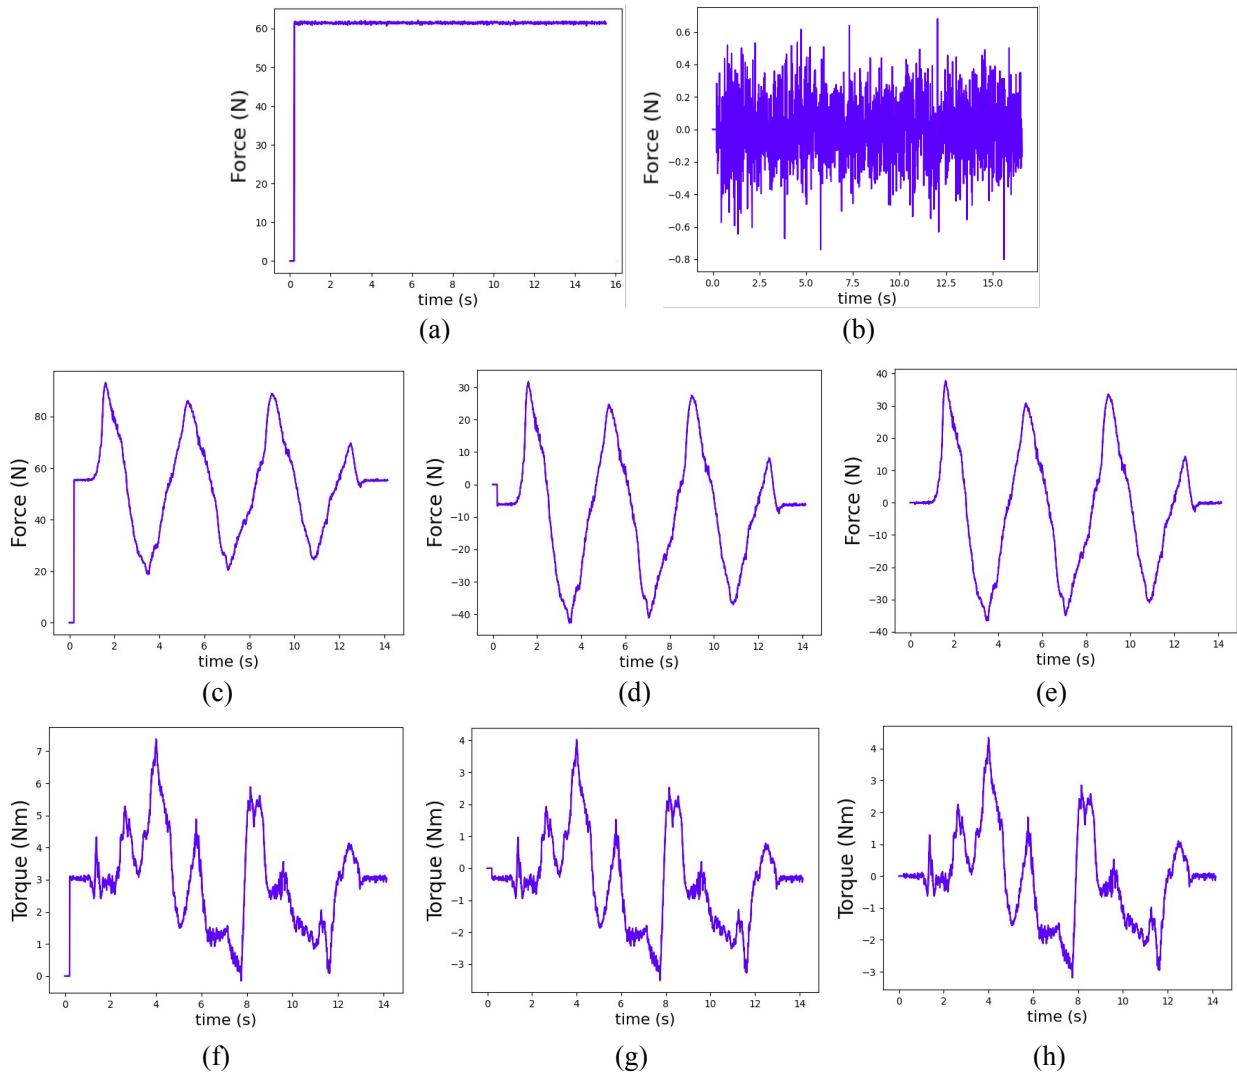 60
50
40
30
20
10
0
Force (N)
0 2 4 6 8 10 12 14 16
time (s)
(a)
0.6
0.4
0.2
0.0
−0.2
−0.4
−0.6
−0.8
Force (N)
0.0 2.5 5.0 7.5 10.0 12.5 15.0
time (s)
(b)
80
60
40
20
0
Force (N)
0 2 4 6 8 10 12 14
time (s)
(c)
30
20
10
0
−10
−20
−30
−40
Force (N)
0 2 4 6 8 10 12 14
time (s)
(d)
40
30
20
10
0
−10
−20
−30
−40
Force (N)
0 2 4 6 8 10 12 14
time (s)
(e)
7
6
5
4
3
2
1
0
Torque (Nm)
0 2 4 6 8 10 12 14
time (s)
(f)
4
3
2
1
0
−1
−2
−3
Torque (Nm)
0 2 4 6 8 10 12 14
time (s)
(g)
4
3
2
1
0
−1
−2
−3
Torque (Nm)
0 2 4 6 8 10 12 14
time (s)
(h)